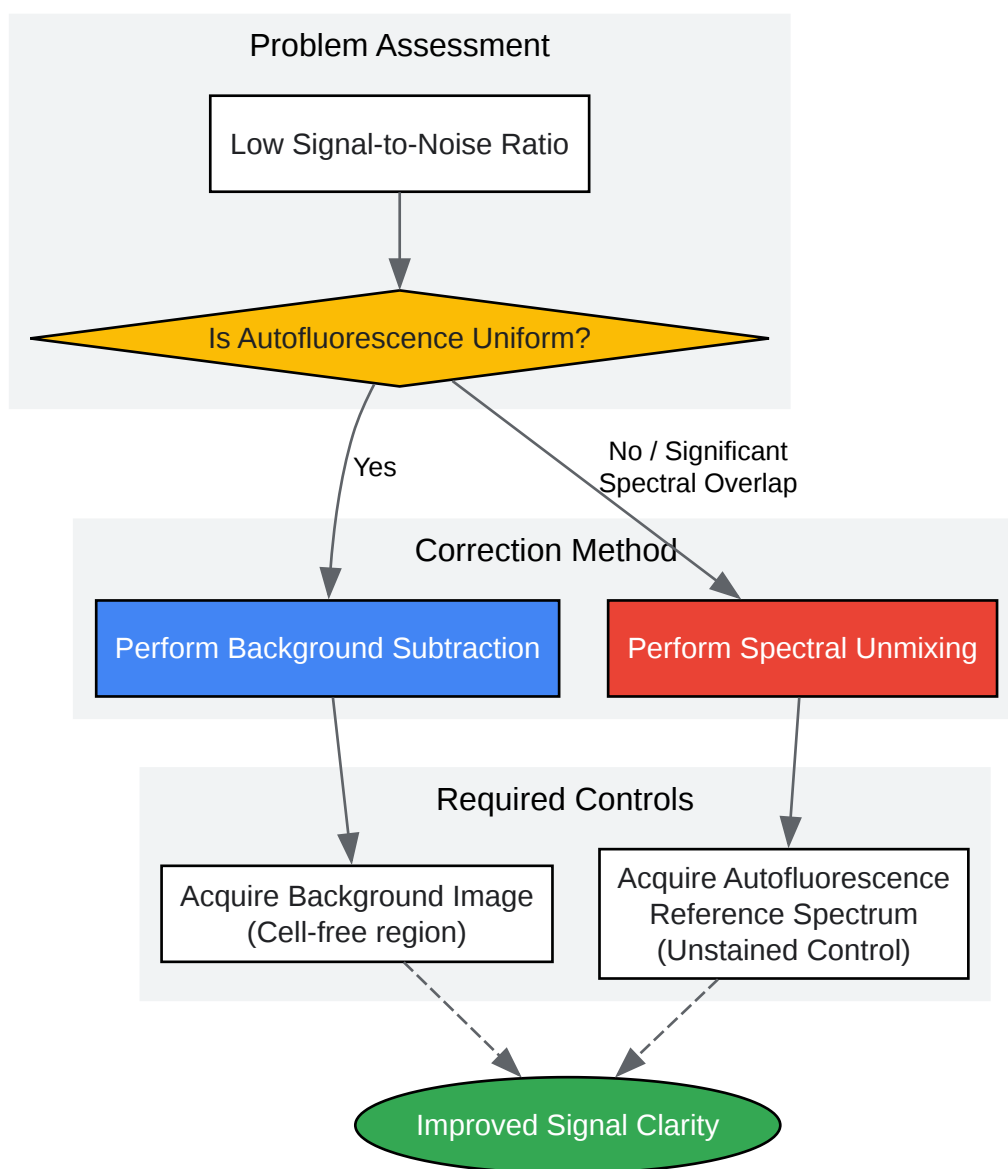 Problem Assessment
Low Signal-to-Noise Ratio
Is Autofluorescence Uniform?
Yes
No / Significant
Spectral Overlap
Correction Method
Perform Background Subtraction
Perform Spectral Unmixing
Required Controls
Acquire Background Image
(Cell-free region)
Acquire Autofluorescence
Reference Spectrum
(Unstained Control)
Improved Signal Clarity